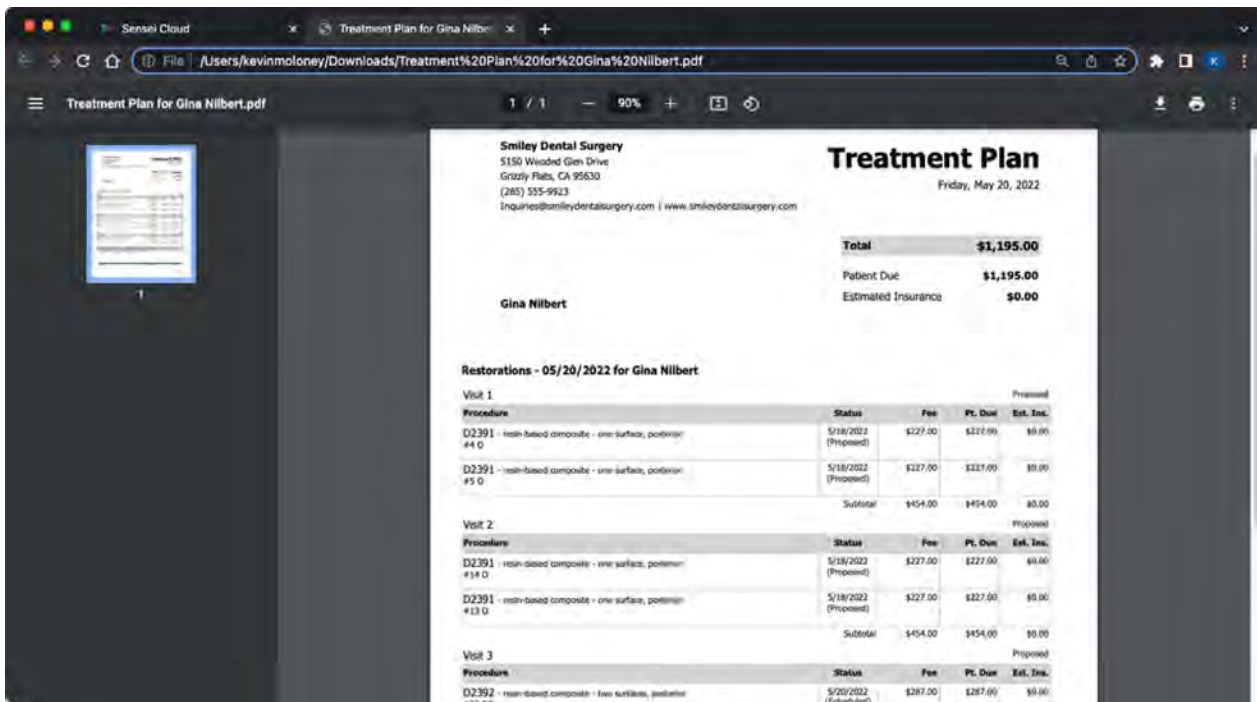 Sensei Cloud
Treatment Plan for Gina Nilber
File /Users/kevinmoloney/Downloads/Treatment%20Plan%20for%20Gina%20Nilbert.pdf
K
Treatment Plan for Gina Nilbert.pdf
1 / 1
90%
1
Smiley Dental Surgery
5150 Wooded Glen Drive
Grizzly Flats, CA 95630
(285) 555-9923
Inquiries@smileydentalsurgery.com | www.smileydentalsurgery.com
Treatment Plan
Friday, May 20, 2022
Total $1,195.00
Patient Due $1,195.00
Estimated Insurance $0.00
Gina Nilbert
Restorations - 05/20/2022 for Gina Nilbert
Visit 1 Proposed
Procedure Status Fee Pt. Due Est. Ins.
D2391 - resin-based composite - one surface, posterior 5/18/2022 $227.00 $227.00 $0.00
#4 O (Proposed)
D2391 - resin-based composite - one surface, posterior 5/18/2022 $227.00 $227.00 $0.00
#5 O (Proposed)
Subtotal $454.00 $454.00 $0.00
Visit 2 Proposed
Procedure Status Fee Pt. Due Est. Ins.
D2391 - resin-based composite - one surface, posterior 5/18/2022 $227.00 $227.00 $0.00
#14 O (Proposed)
D2391 - resin-based composite - one surface, posterior 5/18/2022 $227.00 $227.00 $0.00
#13 O (Proposed)
Subtotal $454.00 $454.00 $0.00
Visit 3 Proposed
Procedure Status Fee Pt. Due Est. Ins.
D2392 - resin-based composite - two surfaces, posterior 5/20/2022 $287.00 $287.00 $0.00
(Scheduled)